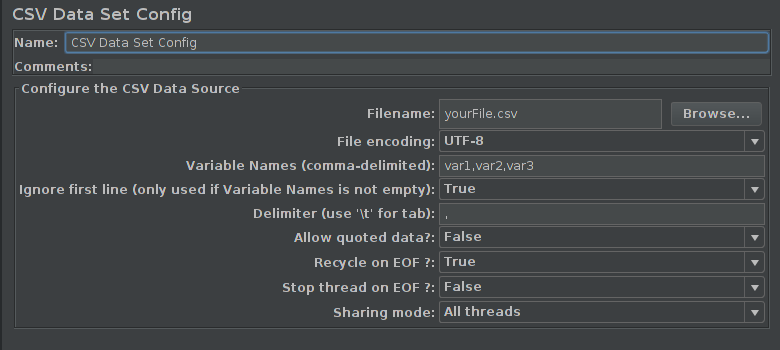 CSV Data Set Config
Name: CSV Data Set Config
Comments:
Configure the CSV Data Source
Filename: yourFile.csv Browse...
File encoding: UTF-8
Variable Names (comma-delimited): var1,var2,var3
Ignore first line (only used if Variable Names is not empty): True
Delimiter (use '\t' for tab): ,
Allow quoted data?: False
Recycle on EOF ?: True
Stop thread on EOF ?: False
Sharing mode: All threads